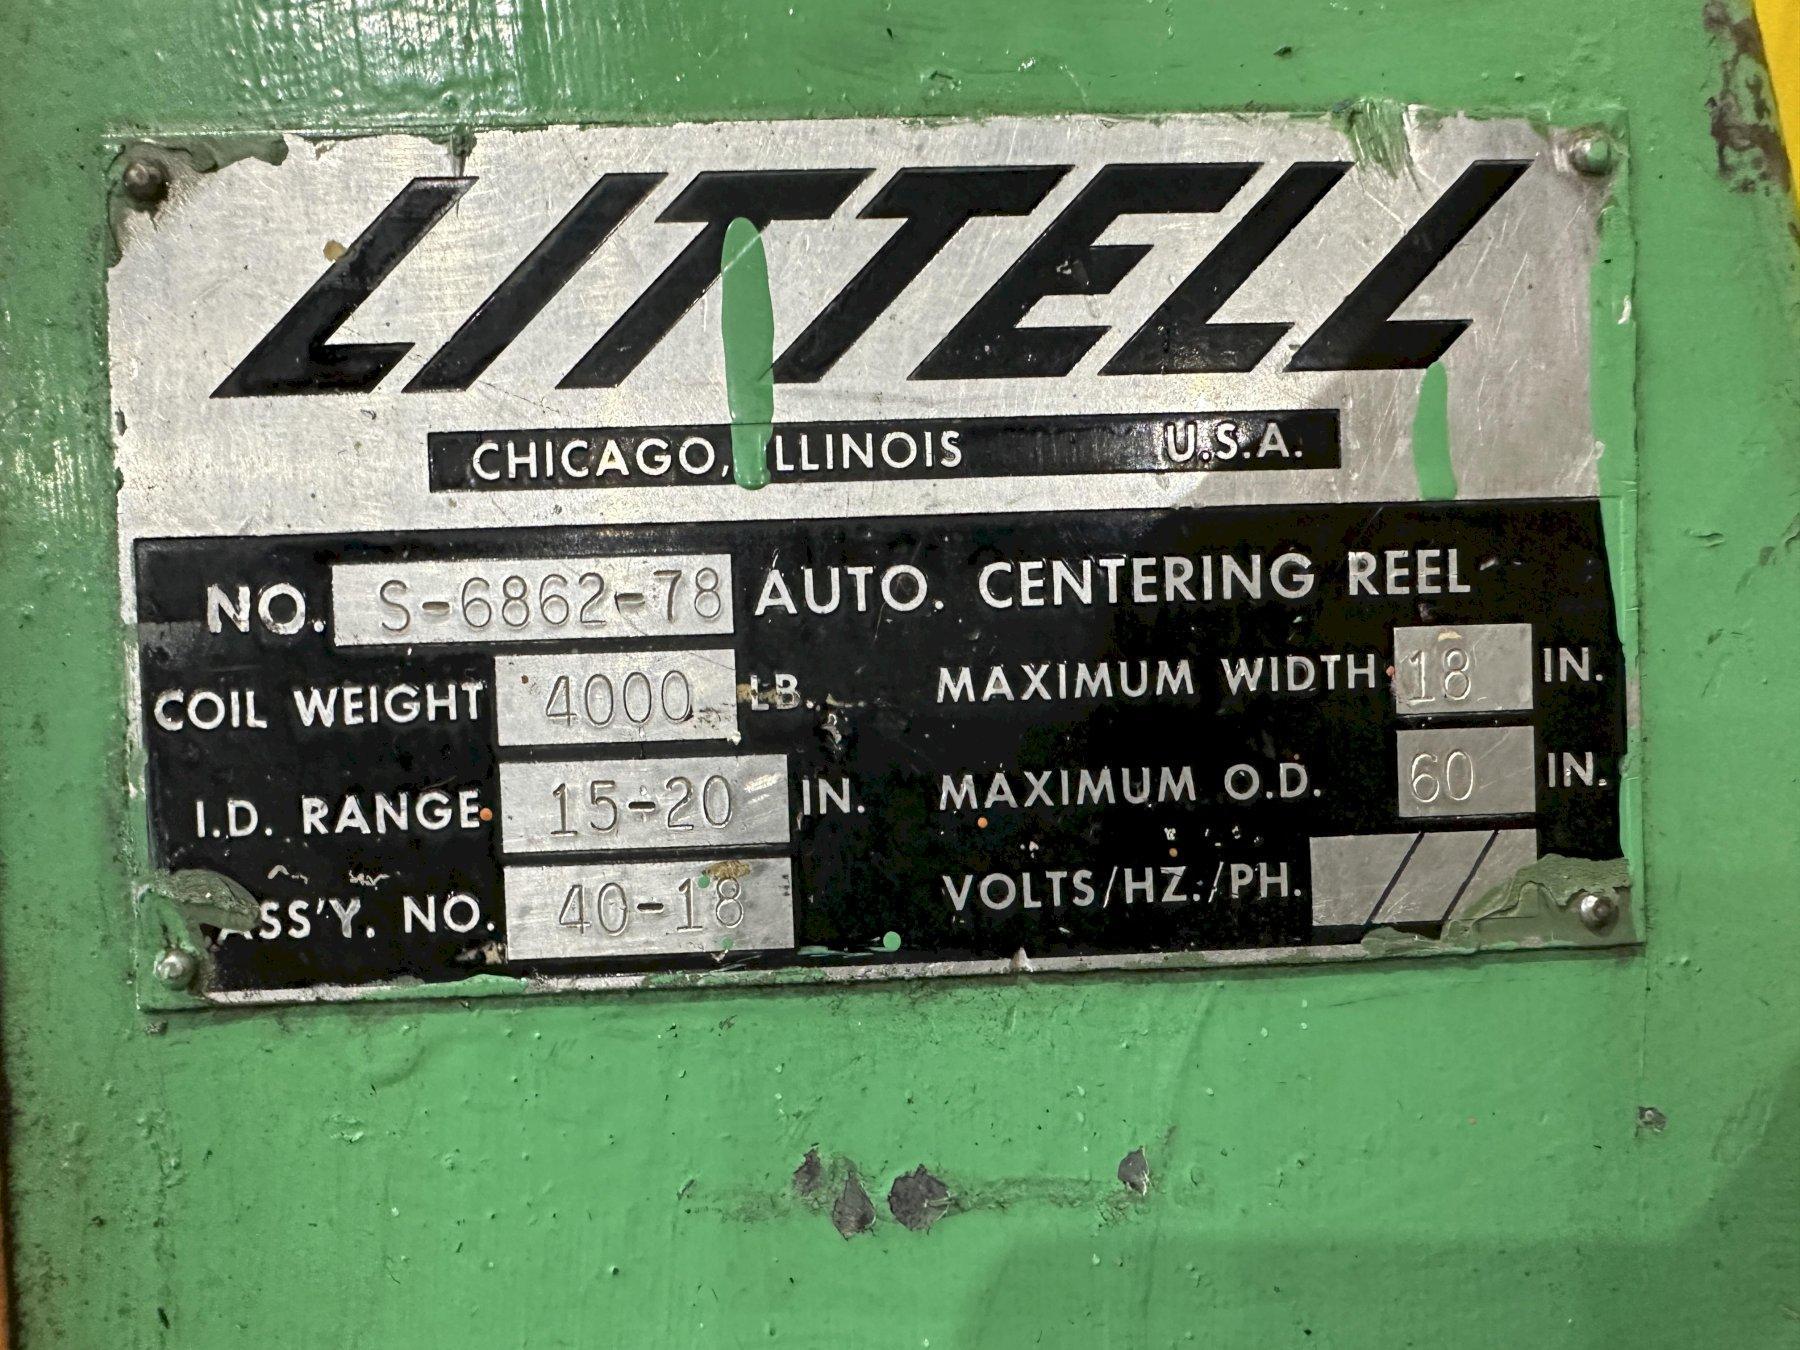 LITTELL
CHICAGO, ILLINOIS U.S.A.
NO. S-6862-78 AUTO. CENTERING REEL
COIL WEIGHT 4000 LB. MAXIMUM WIDTH 18 IN.
I.D. RANGE 15-20 IN. MAXIMUM O.D. 60 IN.
ASS'Y. NO. 40-18 VOLTS/HZ./PH. / /